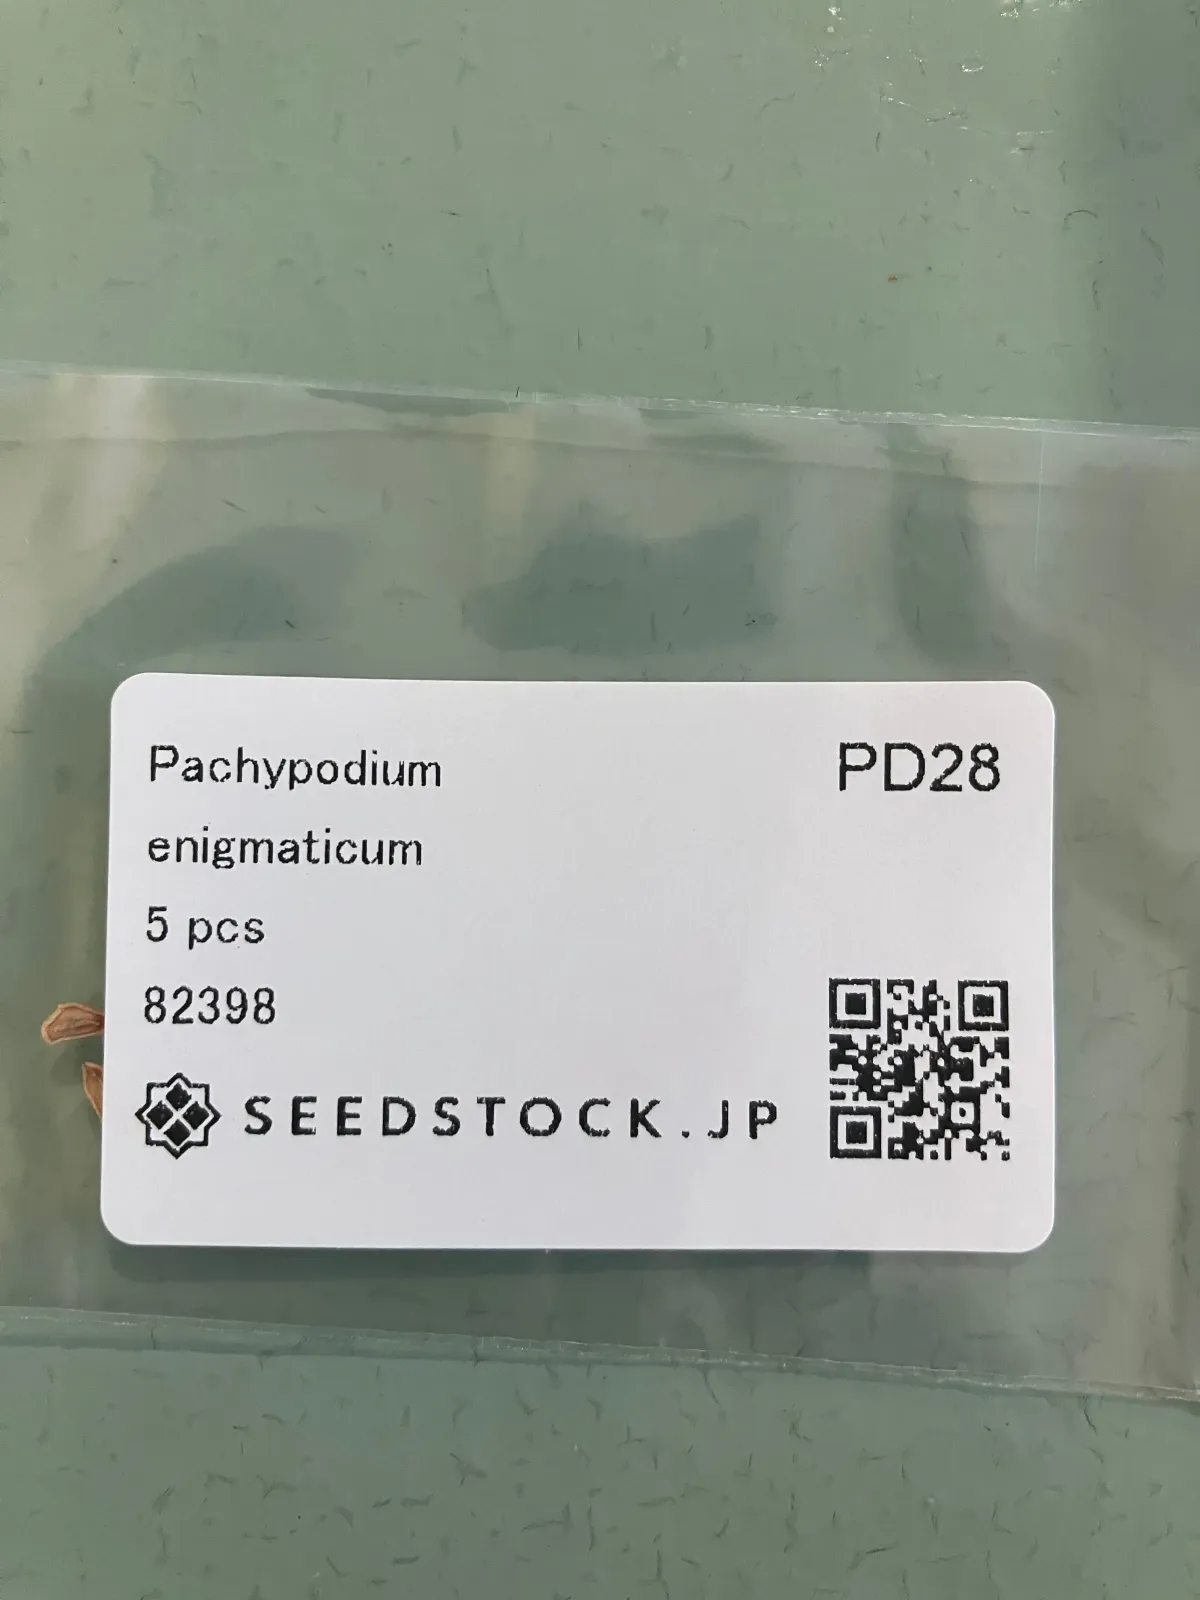 Pachypodium
PD28
enigmaticum
5 pcs
82398
SEEDSTOCK.JP